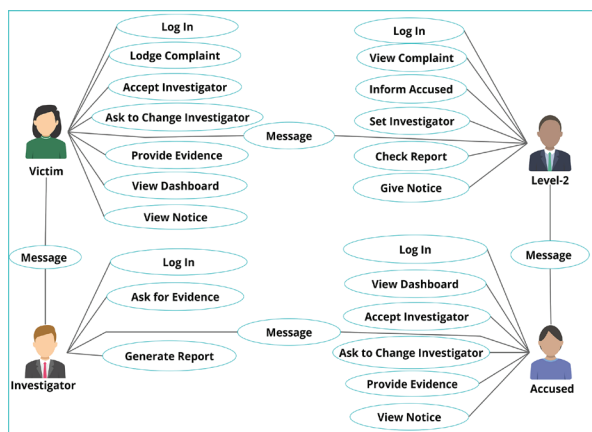 Log In
Lodge Complaint
Accept Investigator
Ask to Change Investigator
Provide Evidence
View Dashboard
View Notice
Victim
Message
Log In
View Complaint
Inform Accused
Set Investigator
Check Report
Give Notice
Level-2
Message
Message
Log In
Ask for Evidence
Generate Report
Investigator
Message
Log In
View Dashboard
Accept Investigator
Ask to Change Investigator
Provide Evidence
View Notice
Accused